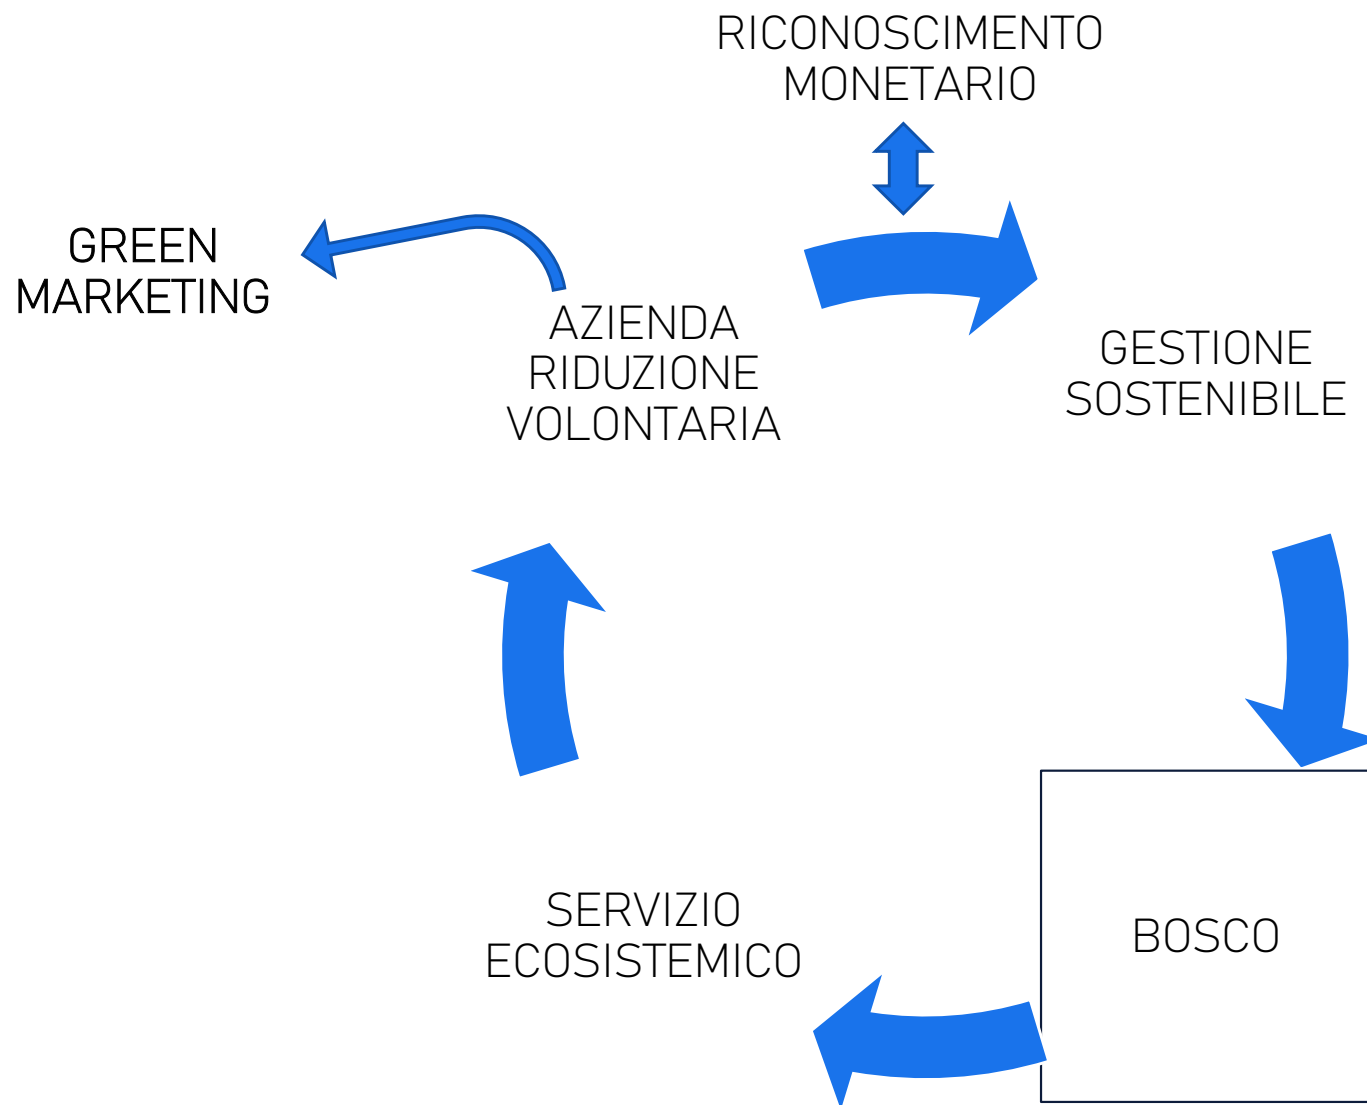 RICONOSCIMENTO
MONETARIO
GREEN
MARKETING
AZIENDA
RIDUZIONE
VOLONTARIA
GESTIONE
SOSTENIBILE
SERVIZIO
ECOSISTEMICO
BOSCO